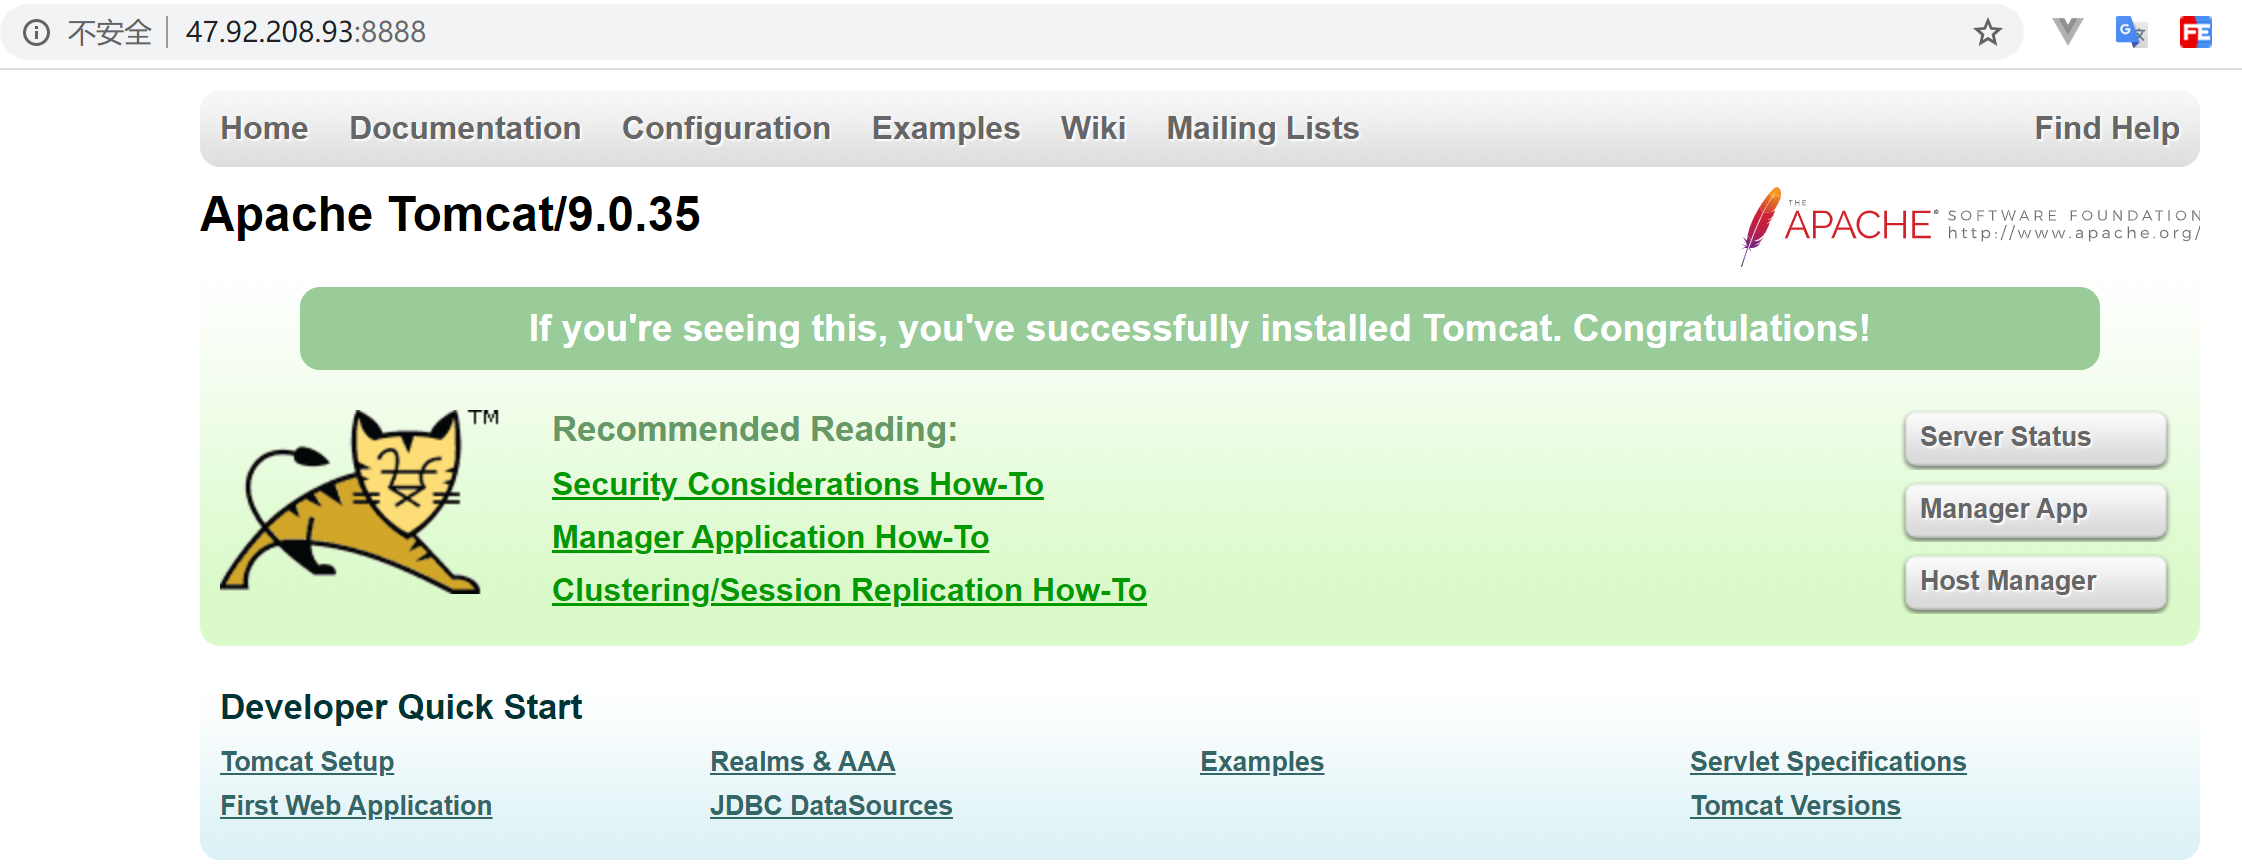 不安全 47.92.208.93:8888
Home Documentation Configuration Examples Wiki Mailing Lists Find Help
Apache Tomcat/9.0.35
THE
APACHE® SOFTWARE FOUNDATION
http://www.apache.org/
If you're seeing this, you've successfully installed Tomcat. Congratulations!
TM
Recommended Reading:
Security Considerations How-To
Manager Application How-To
Clustering/Session Replication How-To
Server Status
Manager App
Host Manager
Developer Quick Start
Tomcat Setup
First Web Application
Realms & AAA
JDBC DataSources
Examples
Servlet Specifications
Tomcat Versions
G 文
FE